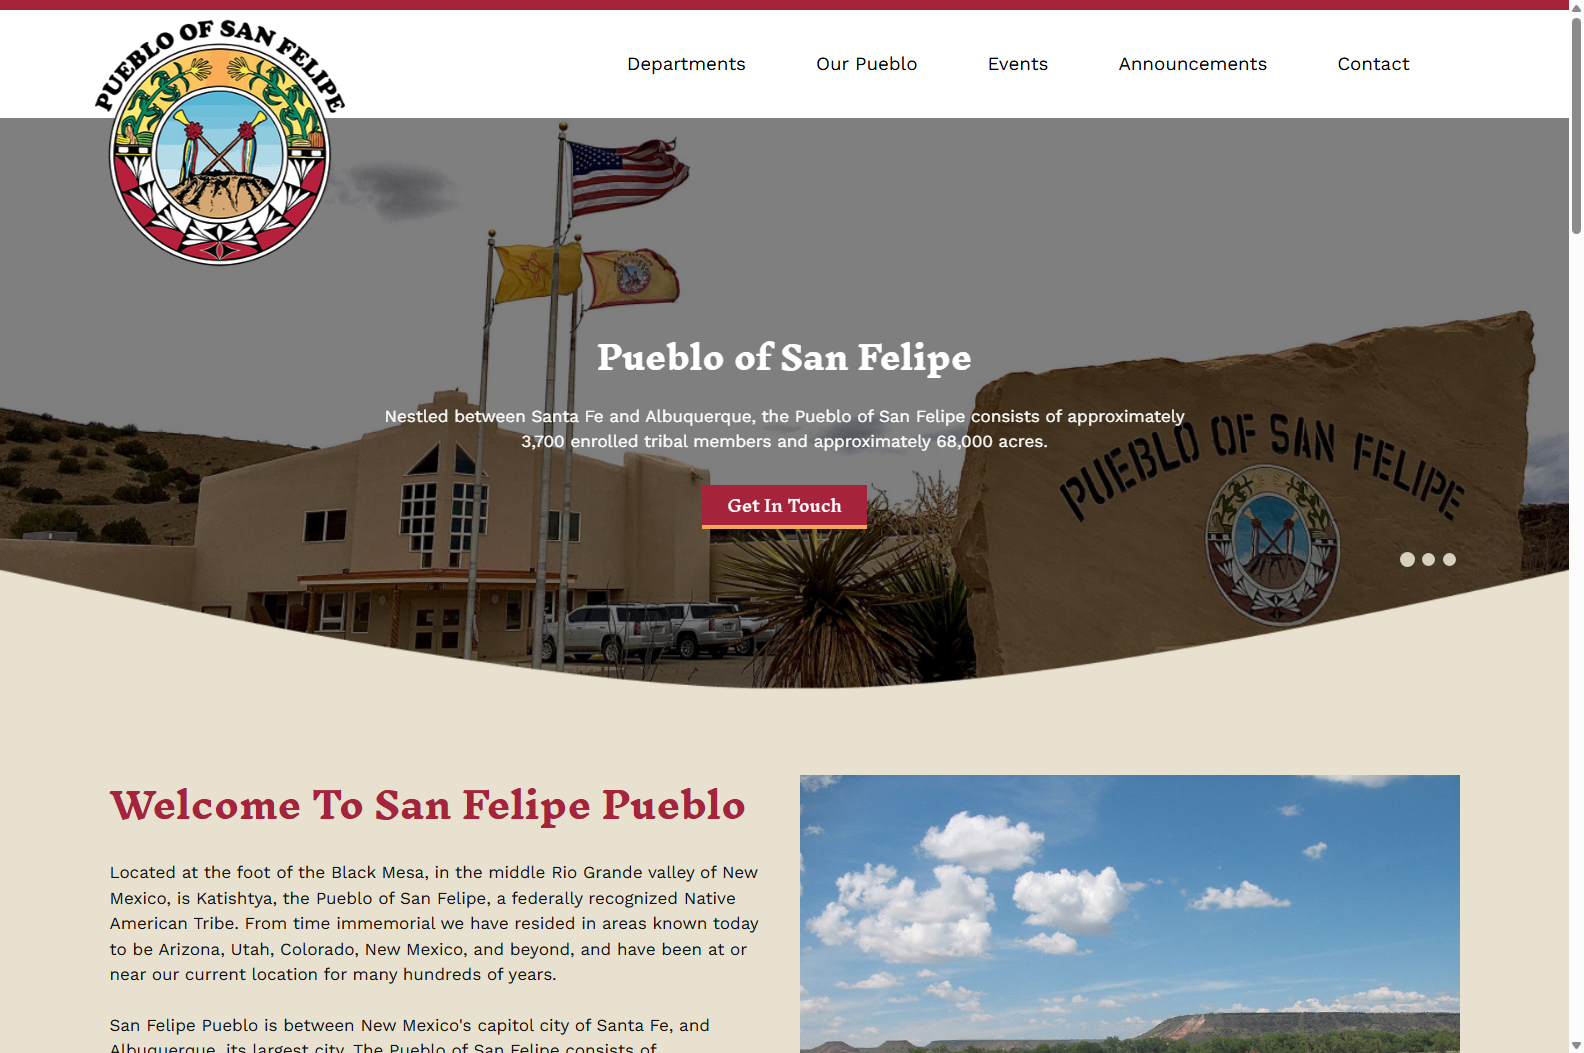 PUEBLO OF SAN FELIPE
Departments
Our Pueblo
Events
Announcements
Contact
Pueblo of San Felipe
Nestled between Santa Fe and Albuquerque, the Pueblo of San Felipe consists of approximately
3,700 enrolled tribal members and approximately 68,000 acres.
Get In Touch
PUEBLO OF SAN FELIPE
Welcome To San Felipe Pueblo
Located at the foot of the Black Mesa, in the middle Rio Grande valley of New
Mexico, is Katishtya, the Pueblo of San Felipe, a federally recognized Native
American Tribe. From time immemorial we have resided in areas known today
to be Arizona, Utah, Colorado, New Mexico, and beyond, and have been at or
near our current location for many hundreds of years.
San Felipe Pueblo is between New Mexico's capitol city of Santa Fe, and
Albuquerque, its largest city. The Pueblo of San Felipe consists of